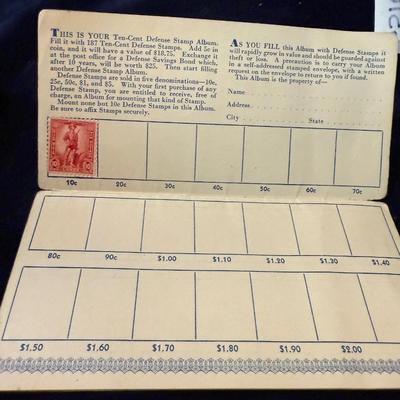 THIS IS YOUR Ten-Cent Defense Stamp Album.
Fill it with 187 Ten-Cent Defense Stamps. Add 5c in
coin, and it will have a value of $18.75. Exchange it
at the post office for a Defense Savings Bond which,
after 10 years, will be worth $25. Then start filling
another Defense Stamp Album.
Defense Stamps are sold in five denominations—10c,
25c, 50c, $1, and $5. With your first purchase of any
Defense Stamp, you are entitled to receive, free of
charge, an Album for mounting that kind of Stamp.
Mount none but 10c Defense Stamps in this Album.
Be sure to affix Stamps securely.
AS YOU FILL this Album with Defense Stamps it
will rapidly grow in value and should be guarded against
theft or loss. A precaution is to carry your Album
in a self-addressed stamped envelope, with a written
request on the envelope to return to you if found.
This Album is the property of—
Name
Address
City State
10c 20c 30c 40c 50c 60c 70c
80c 90c $1.00 $1.10 $1.20 $1.30 $1.40
$1.50 $1.60 $1.70 $1.80 $1.90 $2.00